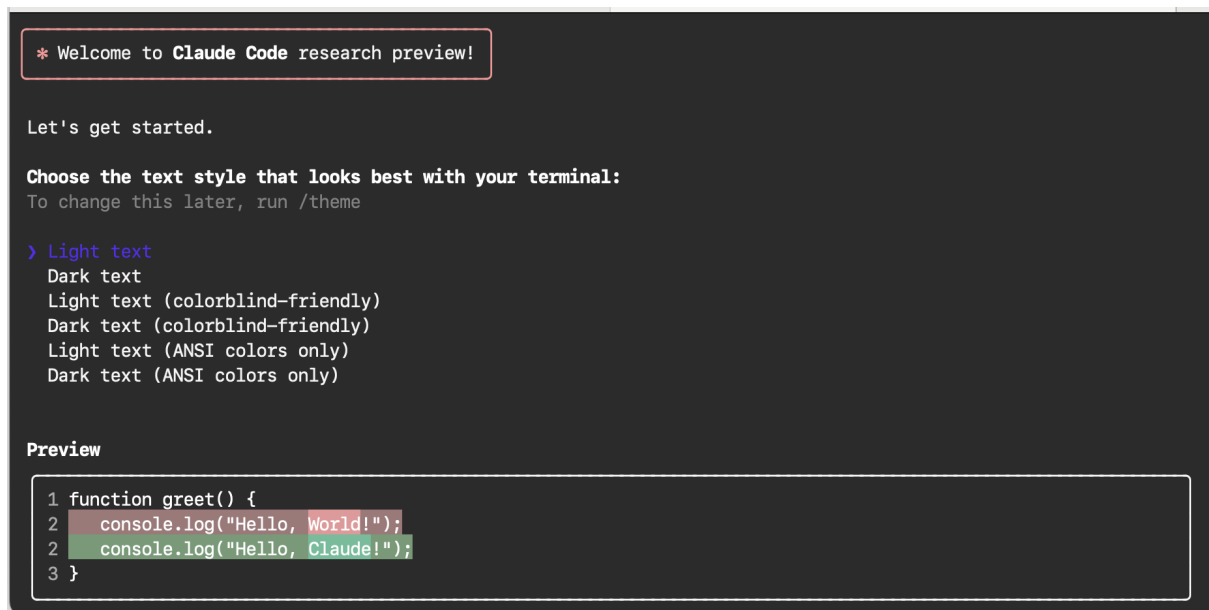 * Welcome to Claude Code research preview!
Let's get started.
Choose the text style that looks best with your terminal:
To change this later, run /theme
❯ Light text
Dark text
Light text (colorblind-friendly)
Dark text (colorblind-friendly)
Light text (ANSI colors only)
Dark text (ANSI colors only)
Preview
1 function greet() {
2   console.log("Hello, World!");
2   console.log("Hello, Claude!");
3 }